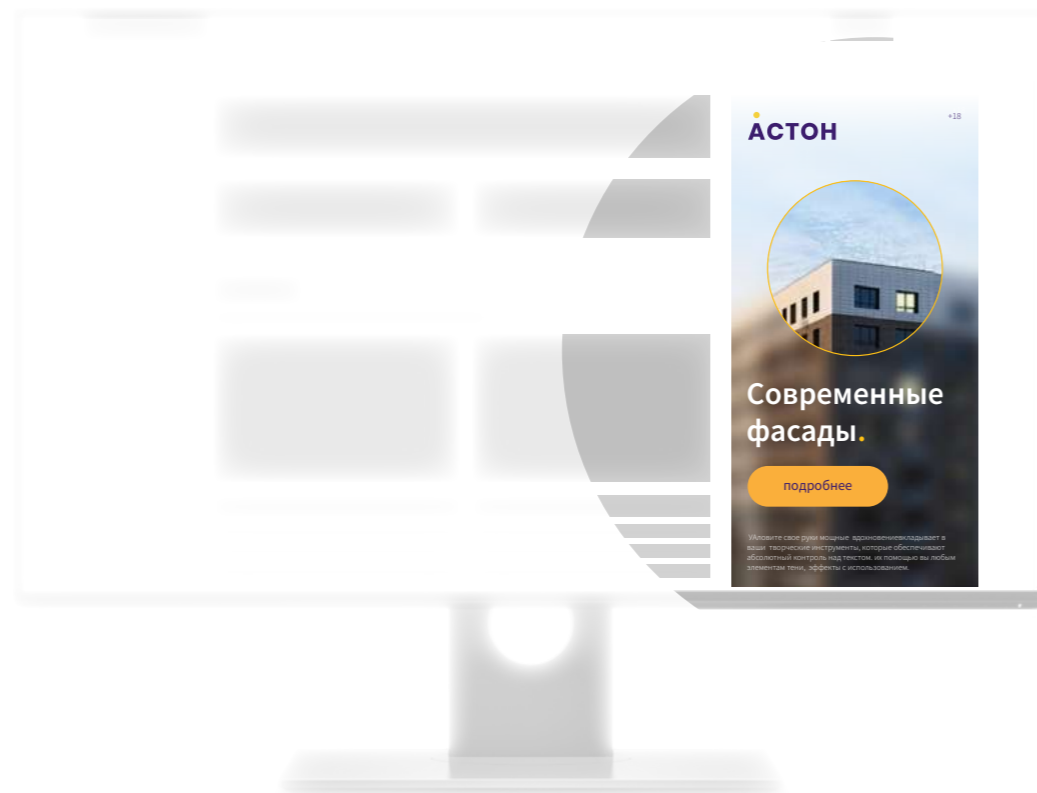 АСТОН
+18
Современные
фасады.
подробнее
УАловите свое руки мощные вдохновениевкладывает в
ваши творческие инструменты, которые обеспечивают
абсолютный контроль над текстом. их помощью вы любым
элементам тени, эффекты с использованием.